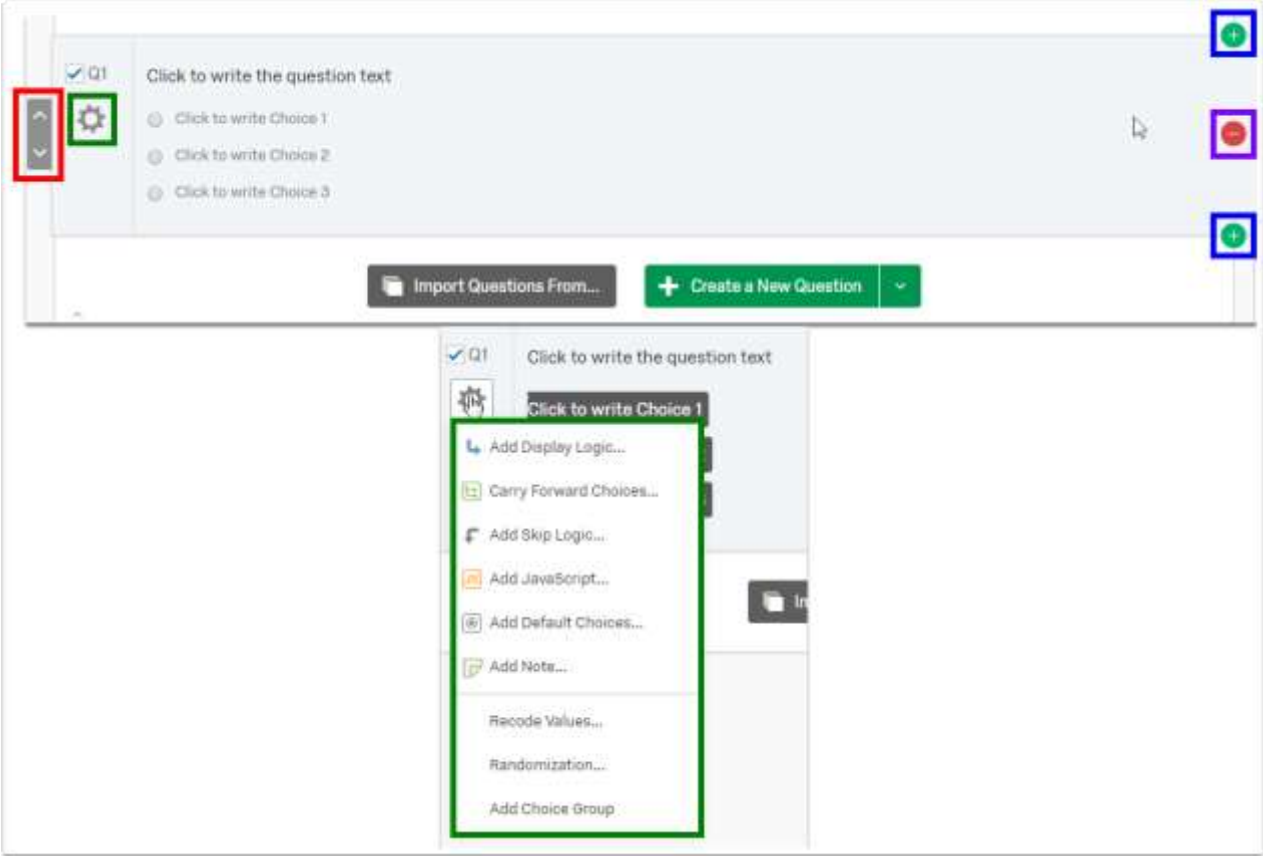 Q1
Click to write the question text
Click to write Choice 1
Click to write Choice 2
Click to write Choice 3
Import Questions From...
Create a New Question
Q1
Click to write the question text
Click to write Choice 1
Add Display Logic...
Carry Forward Choices...
Add Skip Logic...
Add JavaScript...
Add Default Choices...
Add Note...
Recode Values...
Randomization...
Add Choice Group